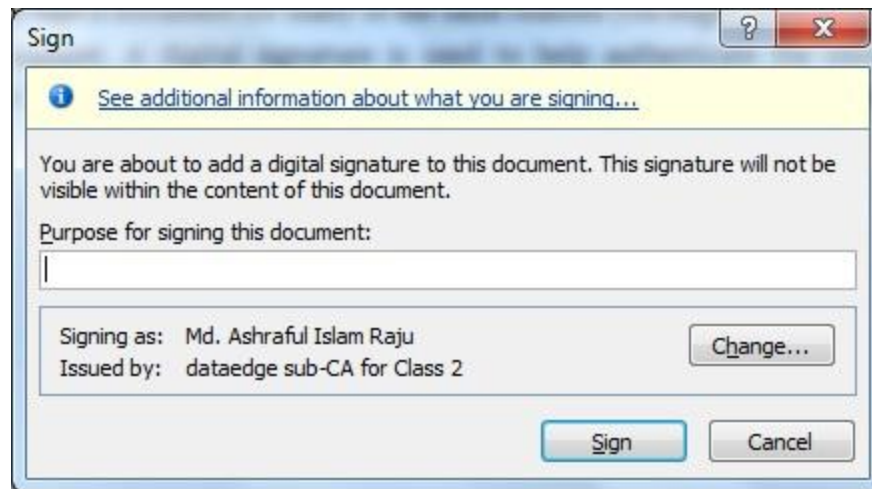 Sign
See additional information about what you are signing...
You are about to add a digital signature to this document. This signature will not be
visible within the content of this document.
Purpose for signing this document:
Signing as: Md. Ashraful Islam Raju
Change...
Issued by: dataedge sub-CA for Class 2
Sign Cancel